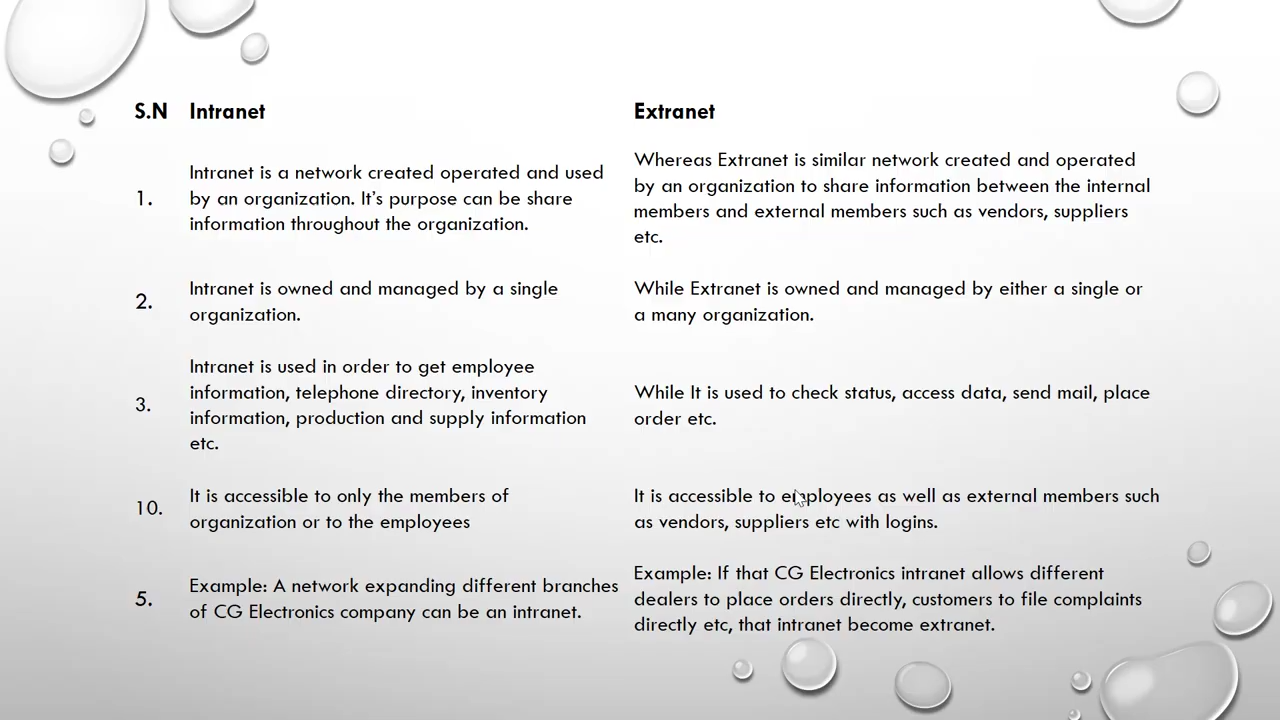 S.N Intranet Extranet
1. Intranet is a network created operated and used
by an organization. It's purpose can be share
information throughout the organization.
Whereas Extranet is similar network created and operated
by an organization to share information between the internal
members and external members such as vendors, suppliers
etc.
2. Intranet is owned and managed by a single
organization.
While Extranet is owned and managed by either a single or
a many organization.
3. Intranet is used in order to get employee
information, telephone directory, inventory
information, production and supply information
etc.
While It is used to check status, access data, send mail, place
order etc.
10. It is accessible to only the members of
organization or to the employees
It is accessible to employees as well as external members such
as vendors, suppliers etc with logins.
5. Example: A network expanding different branches
of CG Electronics company can be an intranet.
Example: If that CG Electronics intranet allows different
dealers to place orders directly, customers to file complaints
directly etc, that intranet become extranet.